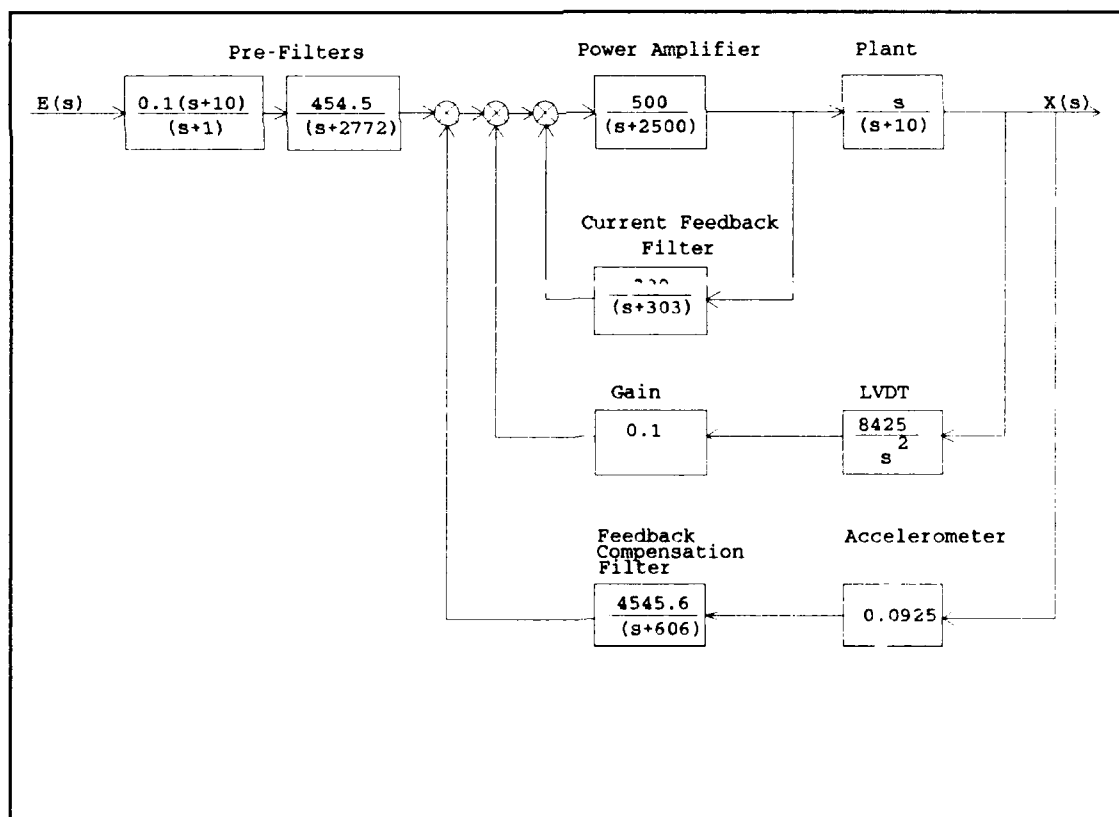 Pre-Filters
Power Amplifier
Plant
E(s)
0.1(s+10)
(s+1)
454.5
(s+2772)
500
(s+2500)
s
(s+10)
X(s)
Current Feedback
Filter
(s+303)
Gain
0.1
LVDT
8425
s 2
Feedback
Compensation
Filter
4545.6
(s+606)
Accelerometer
0.0925